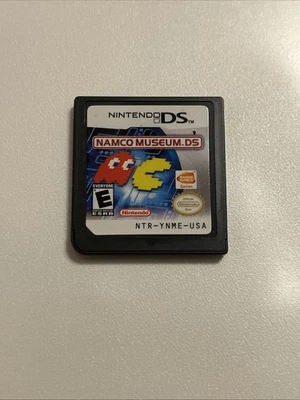 NINTENDO DS
NAMCO MUSEUM.DS
EVERYONE
E
ESRB
Nintendo
NTR-YNME-USA